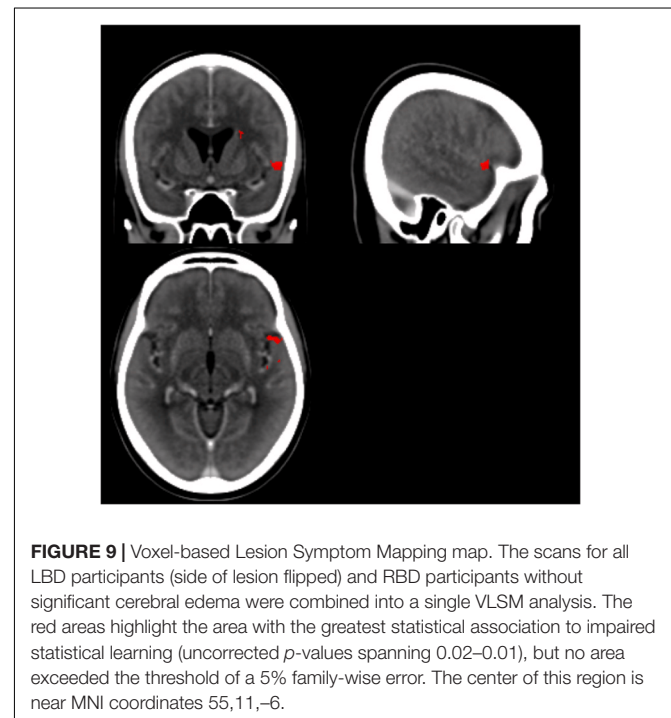 FIGURE 9 | Voxel-based Lesion Symptom Mapping map. The scans for all
LBD participants (side of lesion flipped) and RBD participants without
significant cerebral edema were combined into a single VLSM analysis. The
red areas highlight the area with the greatest statistical association to impaired
statistical learning (uncorrected p-values spanning 0.02–0.01), but no area
exceeded the threshold of a 5% family-wise error. The center of this region is
near MNI coordinates 55,11,–6.